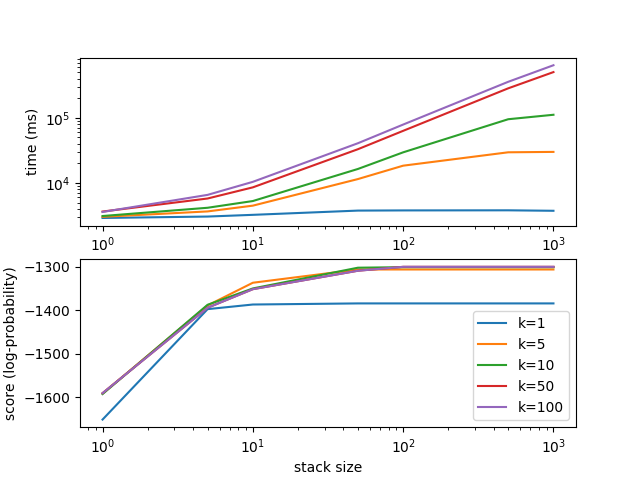 time (ms)
10^5
10^4
10^0 10^1 10^2 10^3
score (log-probability)
−1300
−1400
−1500
−1600
k=1
k=5
k=10
k=50
k=100
10^0 10^1 10^2 10^3
stack size